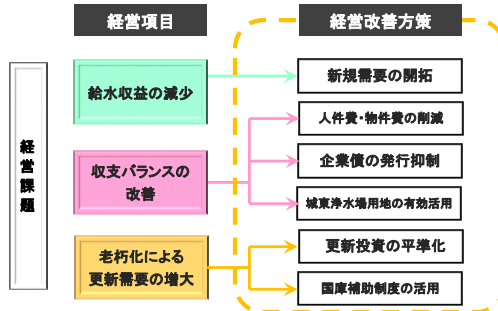 経営項目
経営改善方策
経営課題
給水収益の減少
新規需要の開拓
収支バランスの
改善
人件費・物件費の削減
企業債の発行抑制
城東浄水場用地の有効活用
老朽化による
更新需要の増大
更新投資の平準化
国庫補助制度の活用